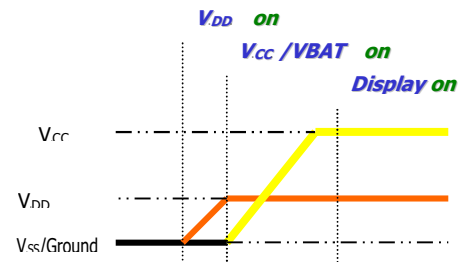 VDD on
VCC /VBAT on
Display on
VCC
VDD
VSS/Ground